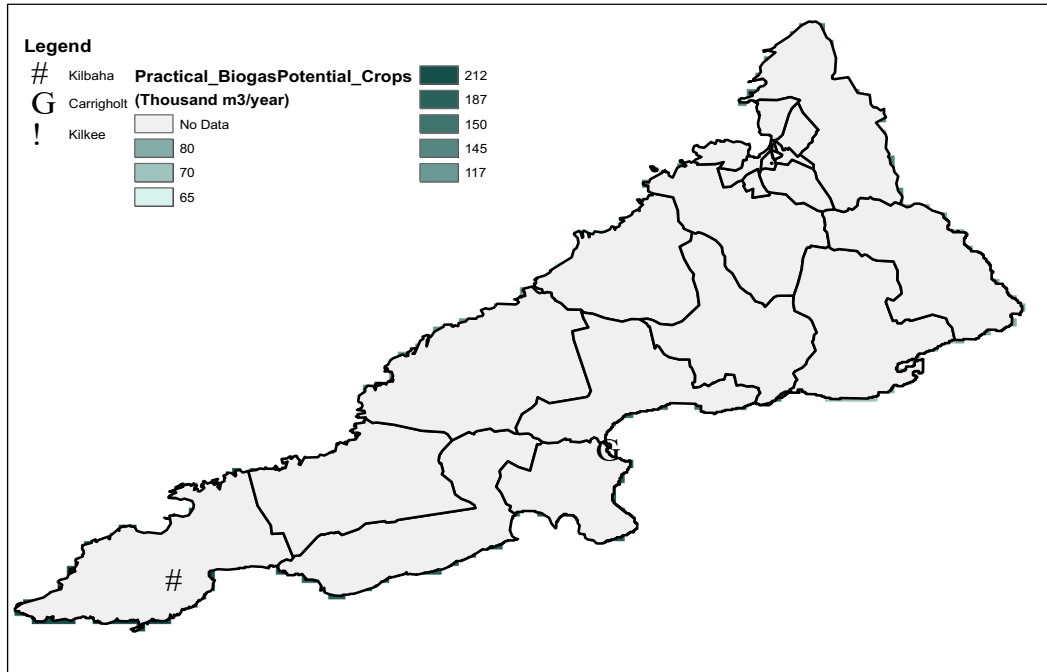 Legend
# Kilbaha
G Carrigholt
! Kilkee
Practical_BiogasPotential_Crops
(Thousand m3/year)
No Data
80
70
65
212
187
150
145
117
G
#